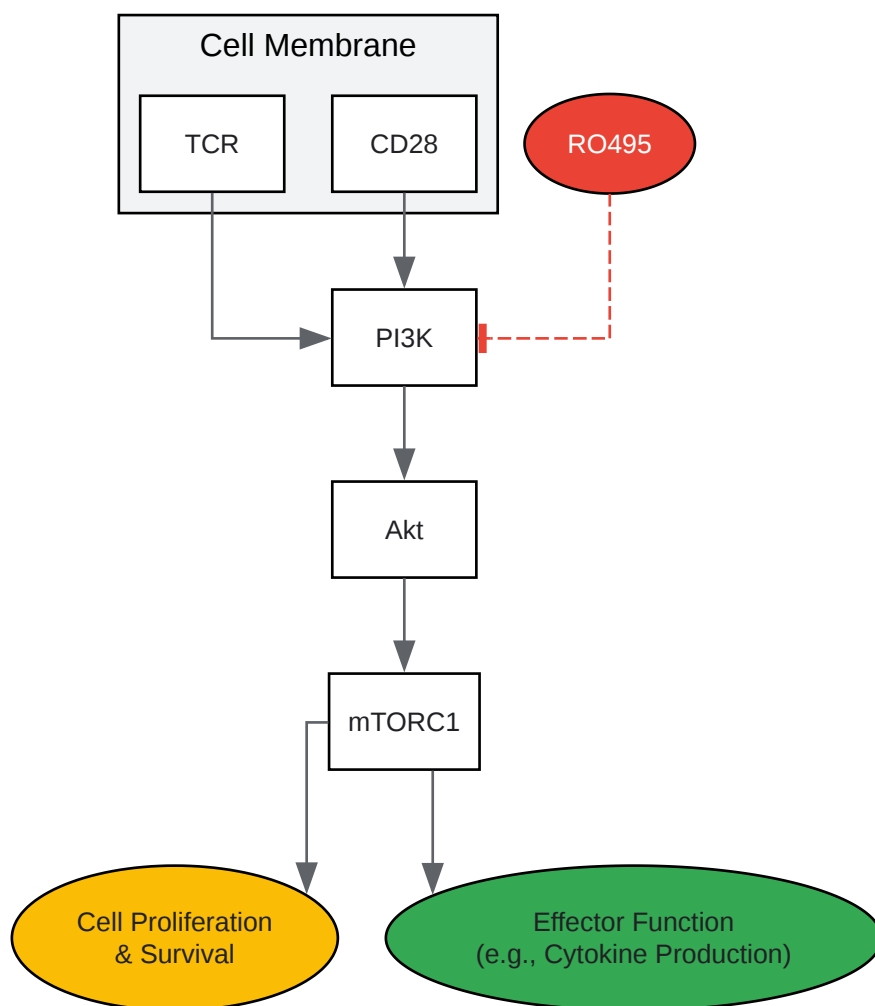 Cell Membrane
TCR
CD28
RO495
PI3K
Akt
mTORC1
Cell Proliferation
& Survival
Effector Function
(e.g., Cytokine Production)